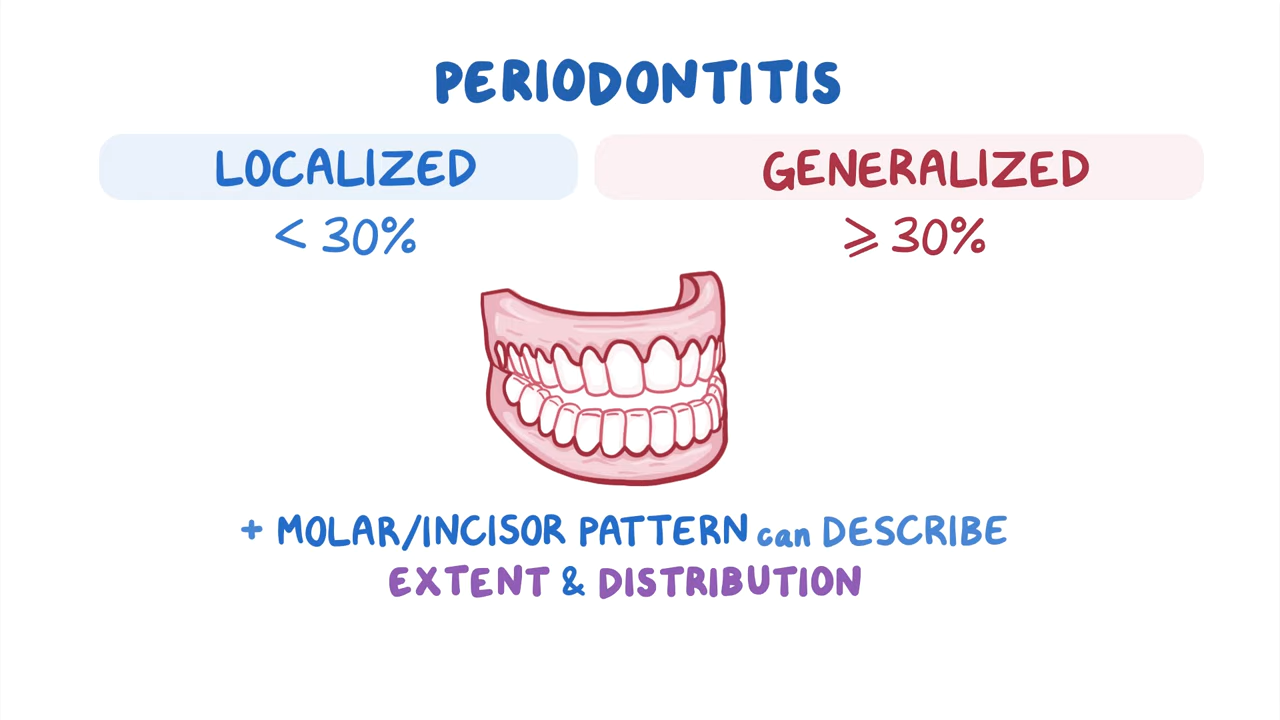 PERIODONTITIS
LOCALIZED
GENERALIZED
< 30%
⩾ 30%
+ MOLAR/INCISOR PATTERN can DESCRIBE
EXTENT & DISTRIBUTION